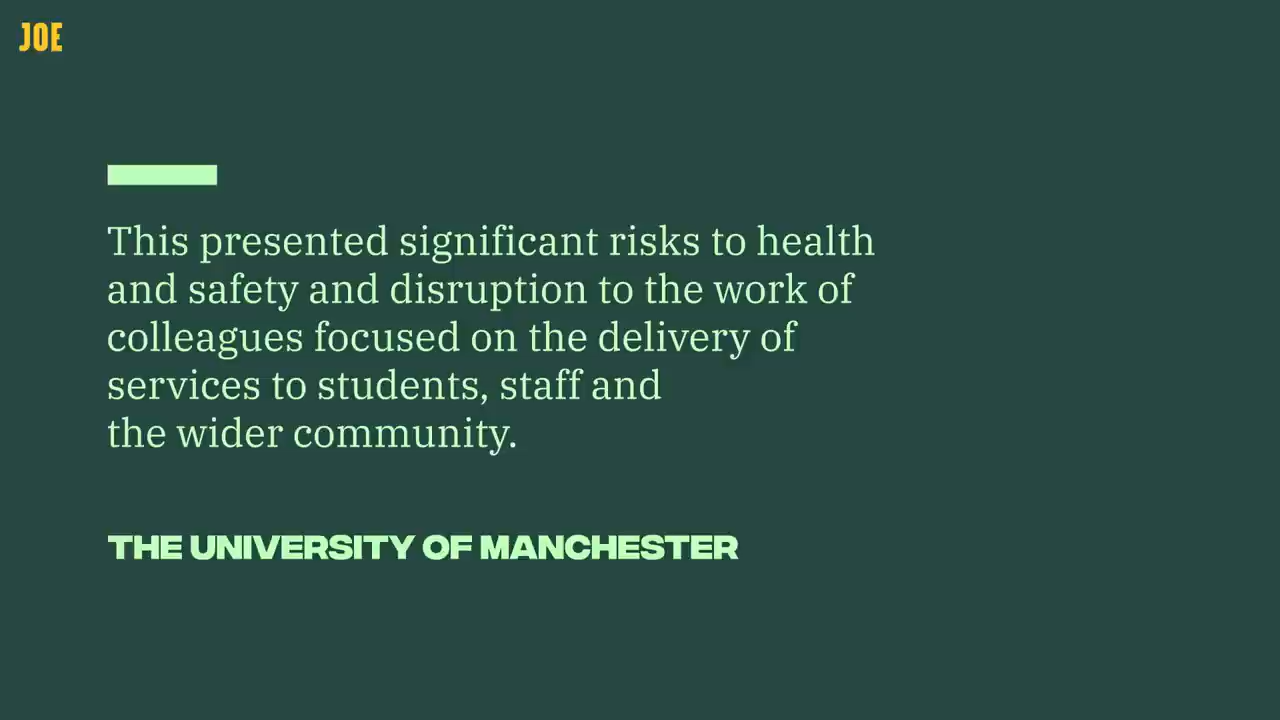 JOE
This presented significant risks to health
and safety and disruption to the work of
colleagues focused on the delivery of
services to students, staff and
the wider community.
THE UNIVERSITY OF MANCHESTER